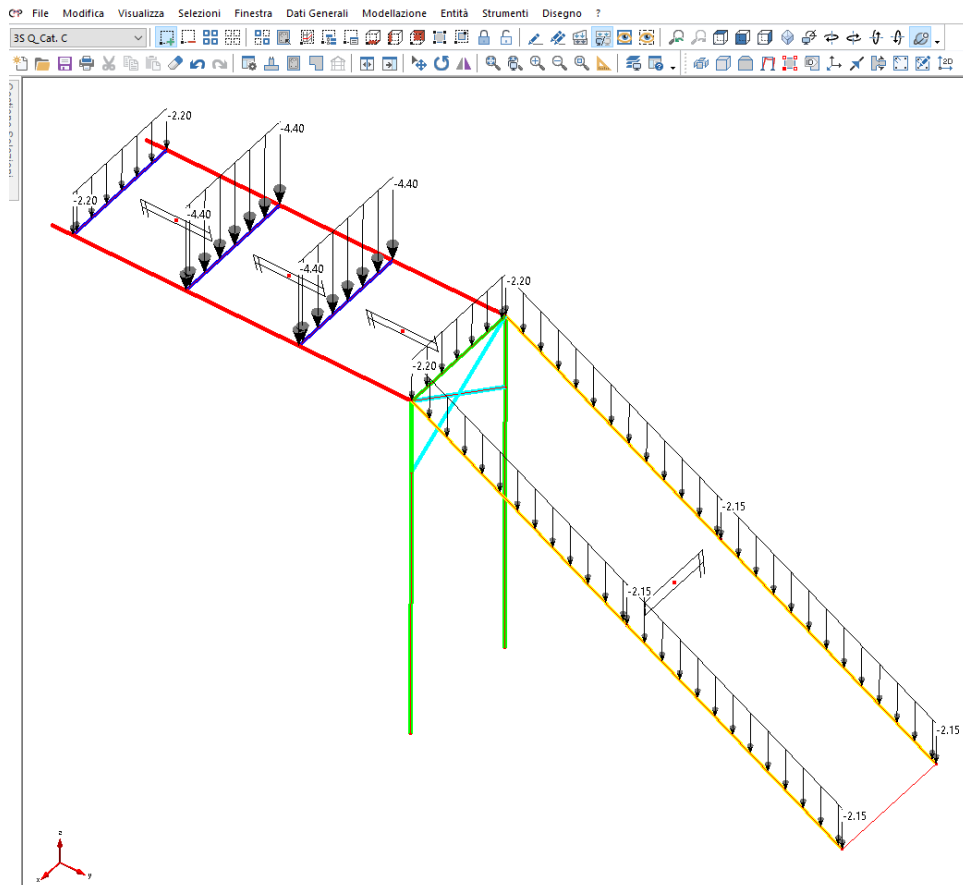 File Modifica Visualizza Selezioni Finestra Dati Generali Modellazione Entità Strumenti Disegno ?
3S Q_Cat. C
2D
-2.20
-4.40
-2.20
-4.40
-4.40
-4.40
-2.20
-2.20
-2.15
-2.15
-2.15
-2.15
z
x
y